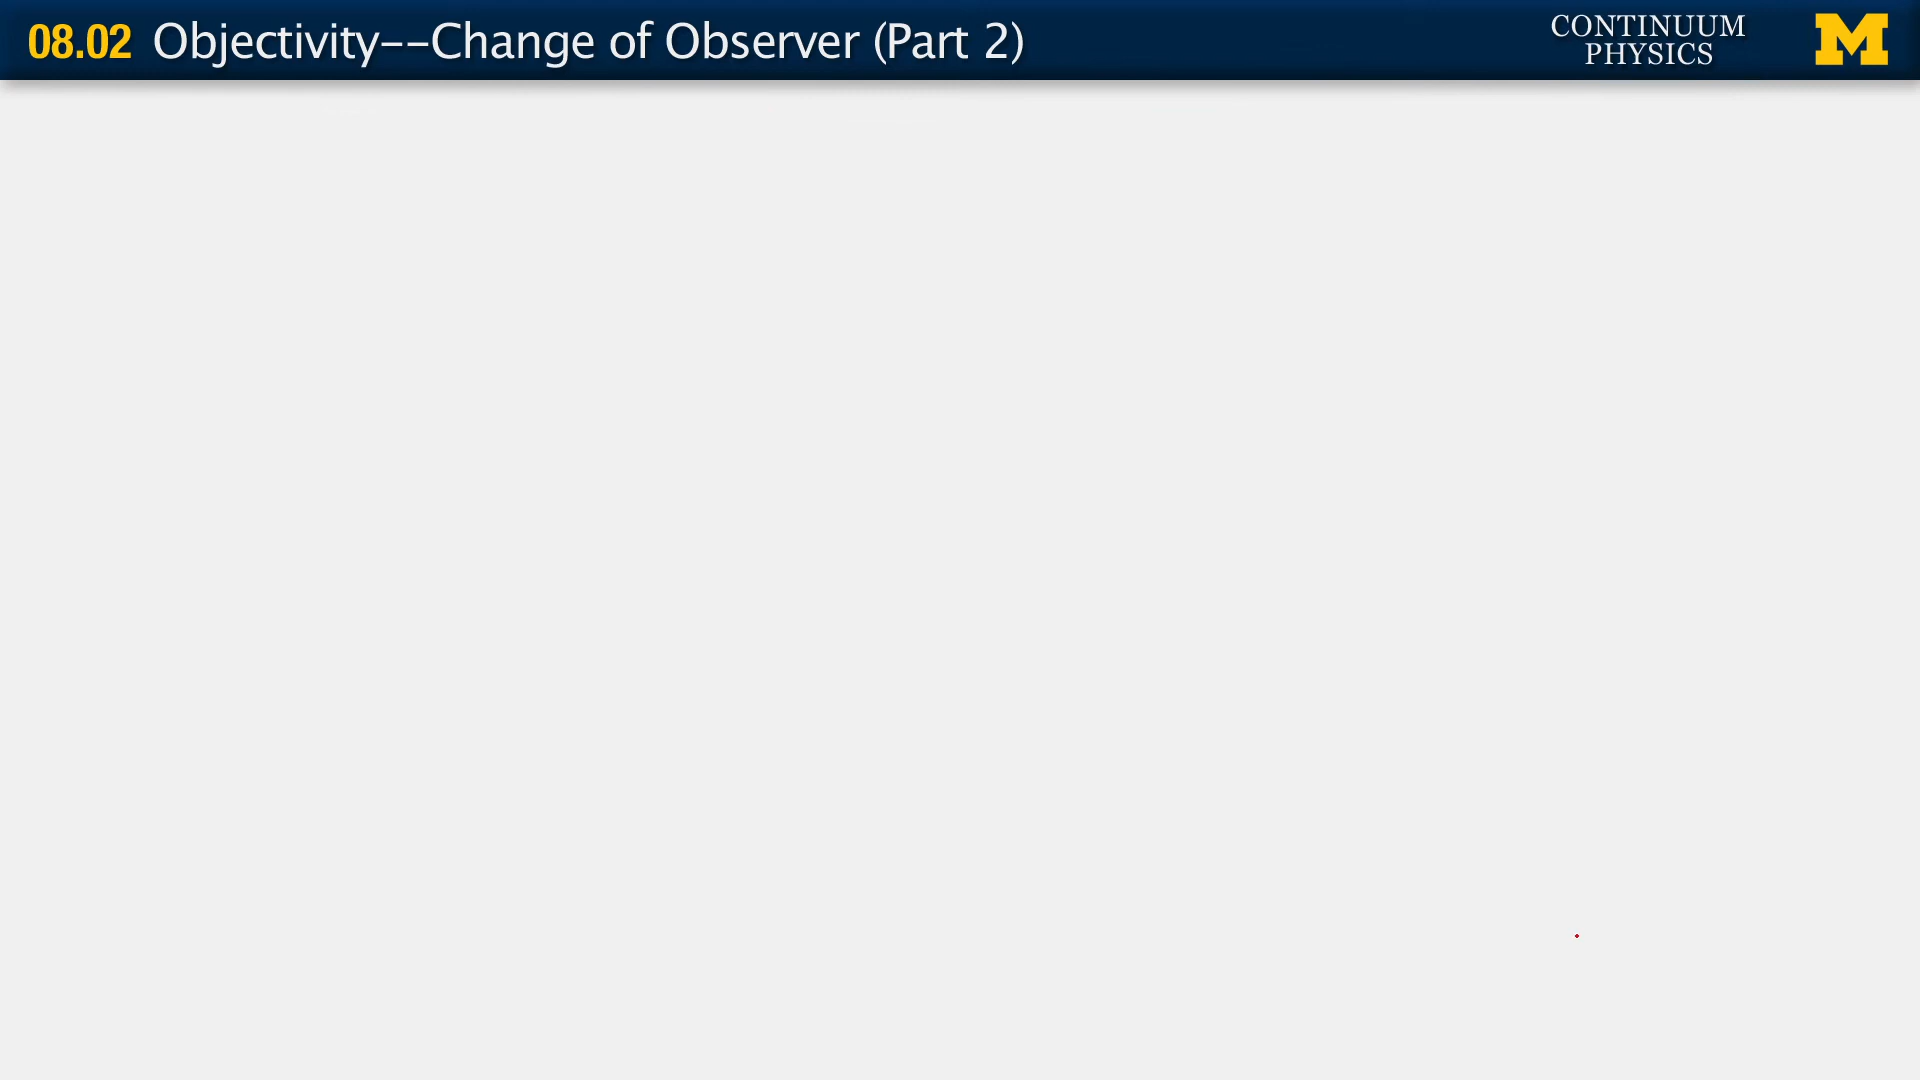 08.02 Objectivity--Change of Observer (Part 2)
CONTINUUM
PHYSICS
M